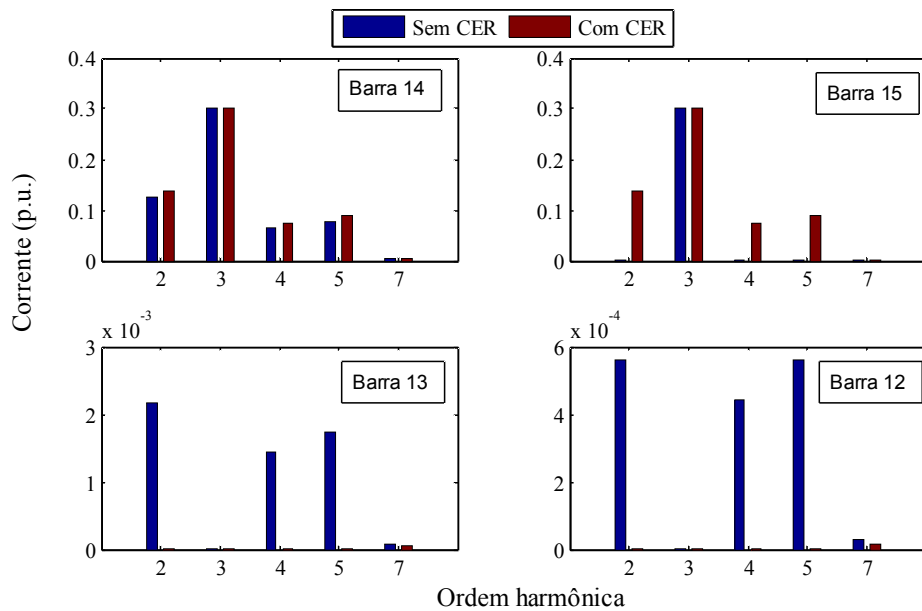 Sem CER Com CER
Barra 14
0.4
0.3
0.2
0.1
0
2 3 4 5 7
Barra 15
0.4
0.3
0.2
0.1
0
2 3 4 5 7
Corrente (p.u.)
x 10^-3
Barra 13
3
2
1
0
2 3 4 5 7
x 10^-4
Barra 12
6
4
2
0
2 3 4 5 7
Ordem harmônica